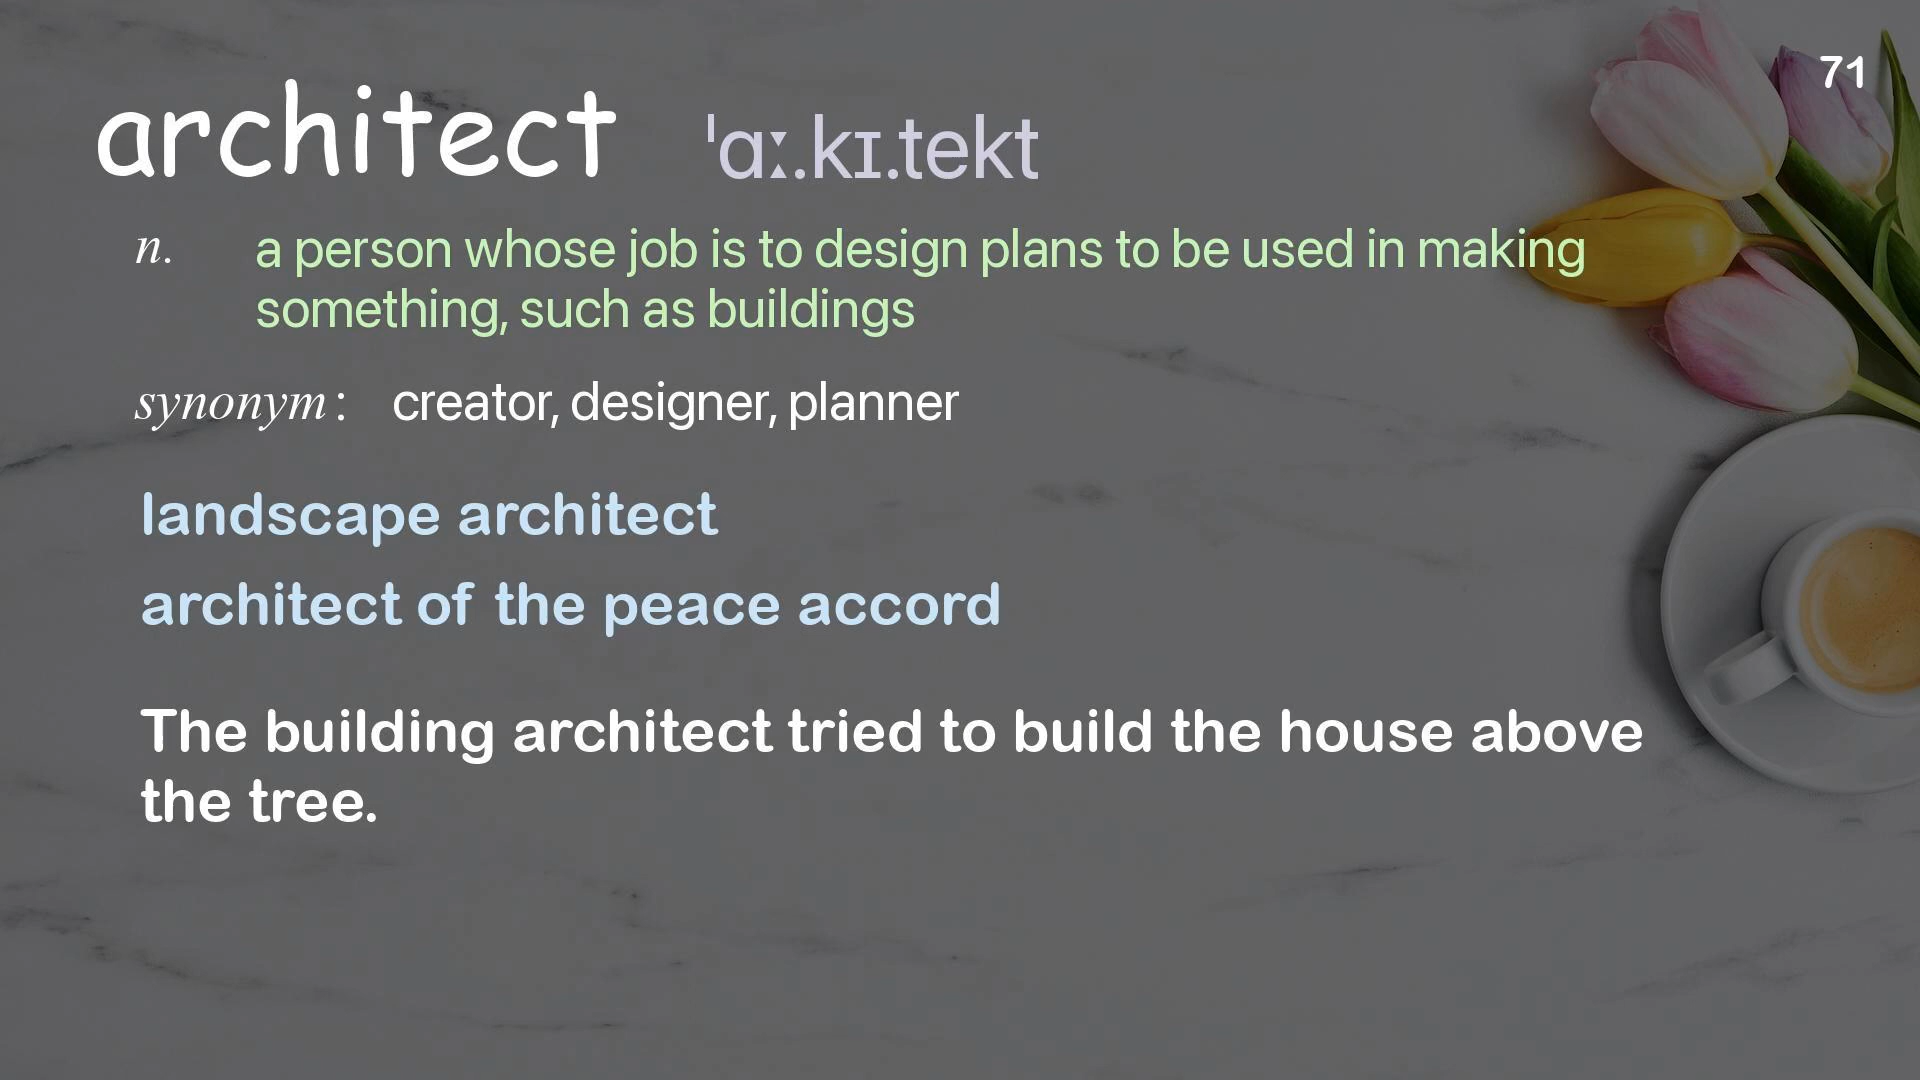 71
architect ˈɑː.kɪ.tekt
n. a person whose job is to design plans to be used in making
something, such as buildings
synonym: creator, designer, planner
landscape architect
architect of the peace accord
The building architect tried to build the house above
the tree.